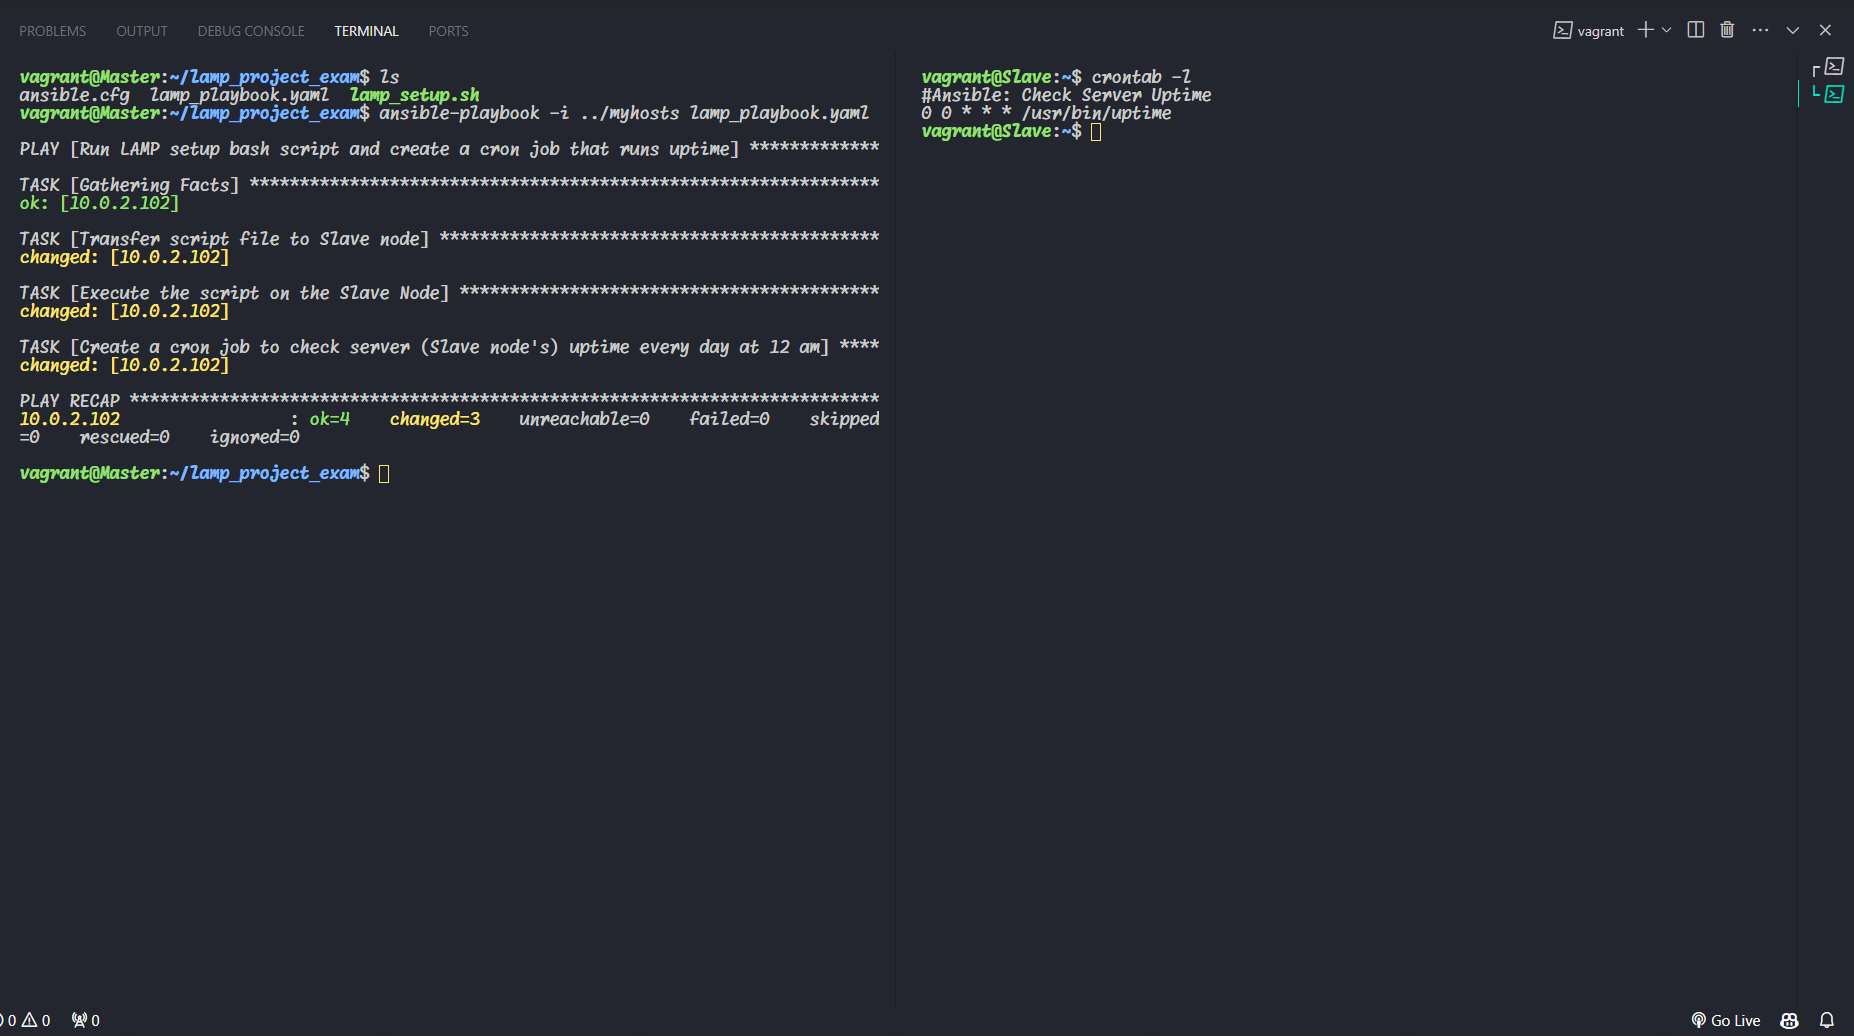 PROBLEMS OUTPUT DEBUG CONSOLE TERMINAL PORTS
vagrant
vagrant@Master:~/lamp_project_exam$ ls
ansible.cfg lamp_playbook.yaml lamp_setup.sh
vagrant@Master:~/lamp_project_exam$ ansible-playbook -i ../myhosts lamp_playbook.yaml
PLAY [Run LAMP setup bash script and create a cron job that runs uptime] *************
TASK [Gathering Facts] ***************************************************************
ok: [10.0.2.102]
TASK [Transfer script file to Slave node] ********************************************
changed: [10.0.2.102]
TASK [Execute the script on the Slave Node] ******************************************
changed: [10.0.2.102]
TASK [Create a cron job to check server (Slave node's) uptime every day at 12 am] ****
changed: [10.0.2.102]
PLAY RECAP ***************************************************************************
10.0.2.102                 : ok=4    changed=3    unreachable=0    failed=0    skipped
=0    rescued=0    ignored=0
vagrant@Master:~/lamp_project_exam$
vagrant@Slave:~$ crontab -l
#Ansible: Check Server Uptime
0 0 * * * /usr/bin/uptime
vagrant@Slave:~$
0 0 0
Go Live